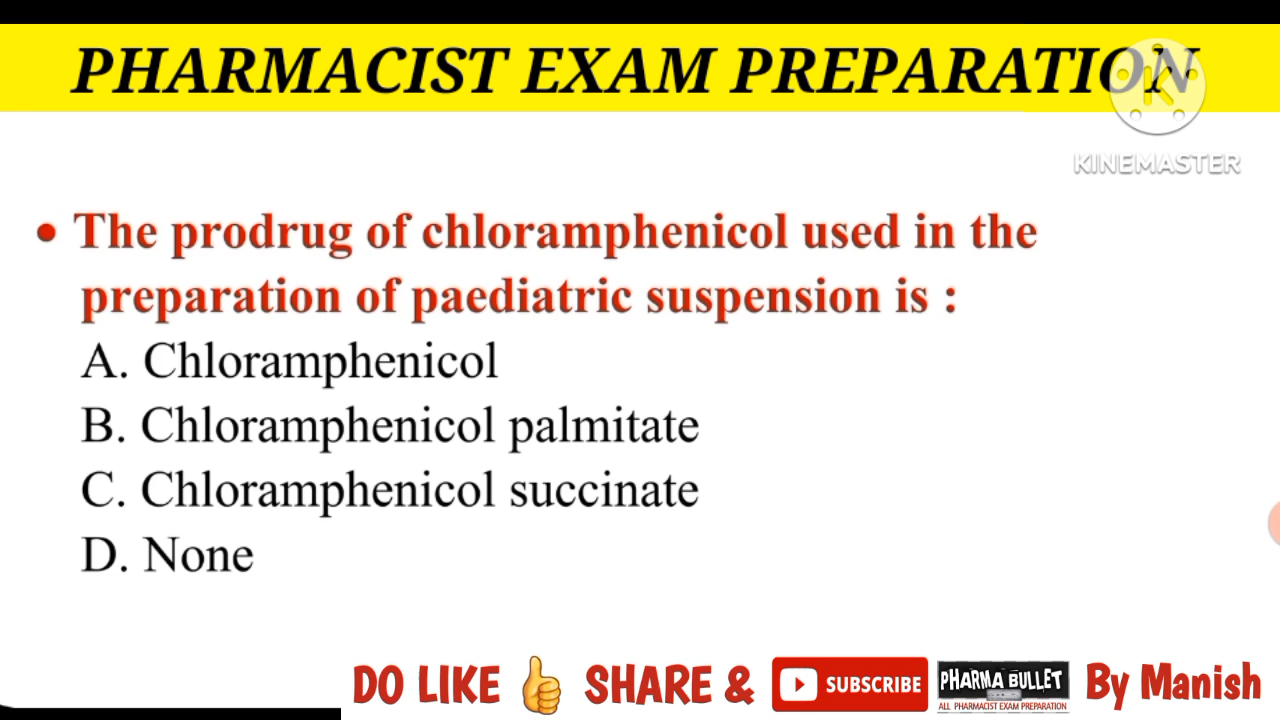 PHARMACIST EXAM PREPARATION
KINEMASTER
• The prodrug of chloramphenicol used in the
preparation of paediatric suspension is :
A. Chloramphenicol
B. Chloramphenicol palmitate
C. Chloramphenicol succinate
D. None
DO LIKE 👍 SHARE & SUBSCRIBE PHARMA BULLET By Manish
ALL PHARMACIST EXAM PREPARATION